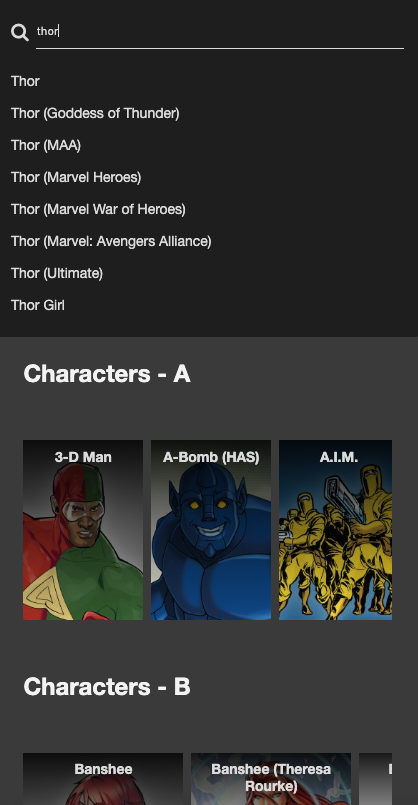 thor
Thor
Thor (Goddess of Thunder)
Thor (MAA)
Thor (Marvel Heroes)
Thor (Marvel War of Heroes)
Thor (Marvel: Avengers Alliance)
Thor (Ultimate)
Thor Girl
Characters - A
3-D Man
A-Bomb (HAS)
A.I.M.
Characters - B
Banshee
Banshee (Theresa
Rourke)